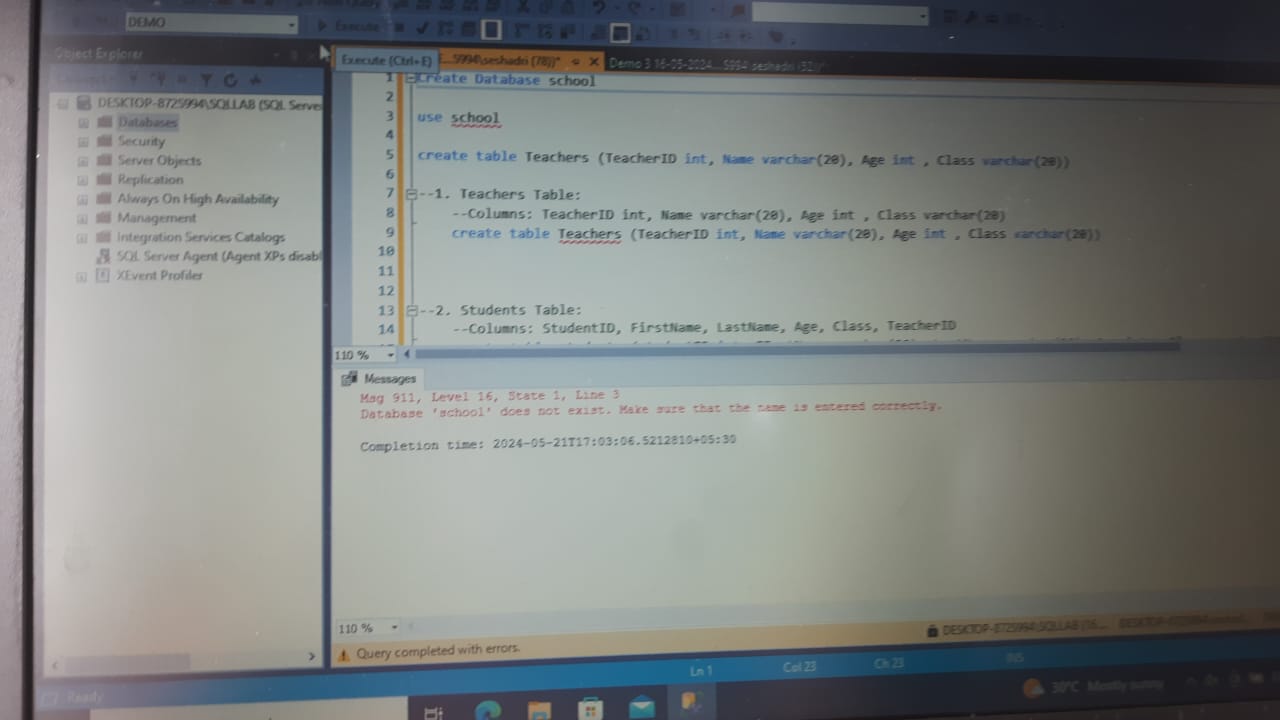 DEMO
Execute
Object Explorer
Execute (Ctrl+E)
5994\seshadri (78))*
Demo 3 16-05-2024...5994 seshadri (52))*
DESKTOP-8725994\SQLLAB (SQL Server
Databases
Security
Server Objects
Replication
Always On High Availability
Management
Integration Services Catalogs
SQL Server Agent (Agent XPs disabl
XEvent Profiler
1 Create Database school
2
3 use school
4
5 create table Teachers (TeacherID int, Name varchar(20), Age int , Class varchar(20))
6
7 --1. Teachers Table:
8 --Columns: TeacherID int, Name varchar(20), Age int , Class varchar(20)
9 create table Teachers (TeacherID int, Name varchar(20), Age int , Class varchar(20))
10
11
12
13 --2. Students Table:
14 --Columns: StudentID, FirstName, LastName, Age, Class, TeacherID
110 %
Messages
Msg 911, Level 16, State 1, Line 3
Database 'school' does not exist. Make sure that the name is entered correctly.
Completion time: 2024-05-21T17:03:06.5212810+05:30
110 %
Query completed with errors.
DESKTOP-8725994\SQLLAB (16...
Ln 1
Col 23
Ch 23
INS
Ready
30°C Mostly sunny